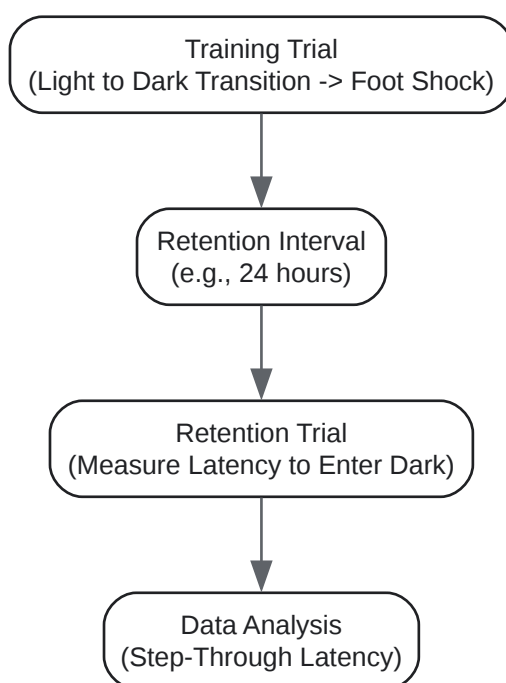 Training Trial
(Light to Dark Transition -> Foot Shock)
Retention Interval
(e.g., 24 hours)
Retention Trial
(Measure Latency to Enter Dark)
Data Analysis
(Step-Through Latency)